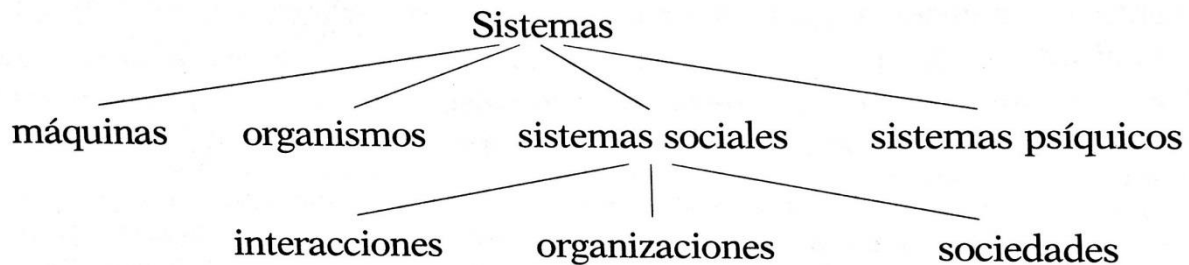 Sistemas
máquinas organismos sistemas sociales sistemas psíquicos
interacciones organizaciones sociedades